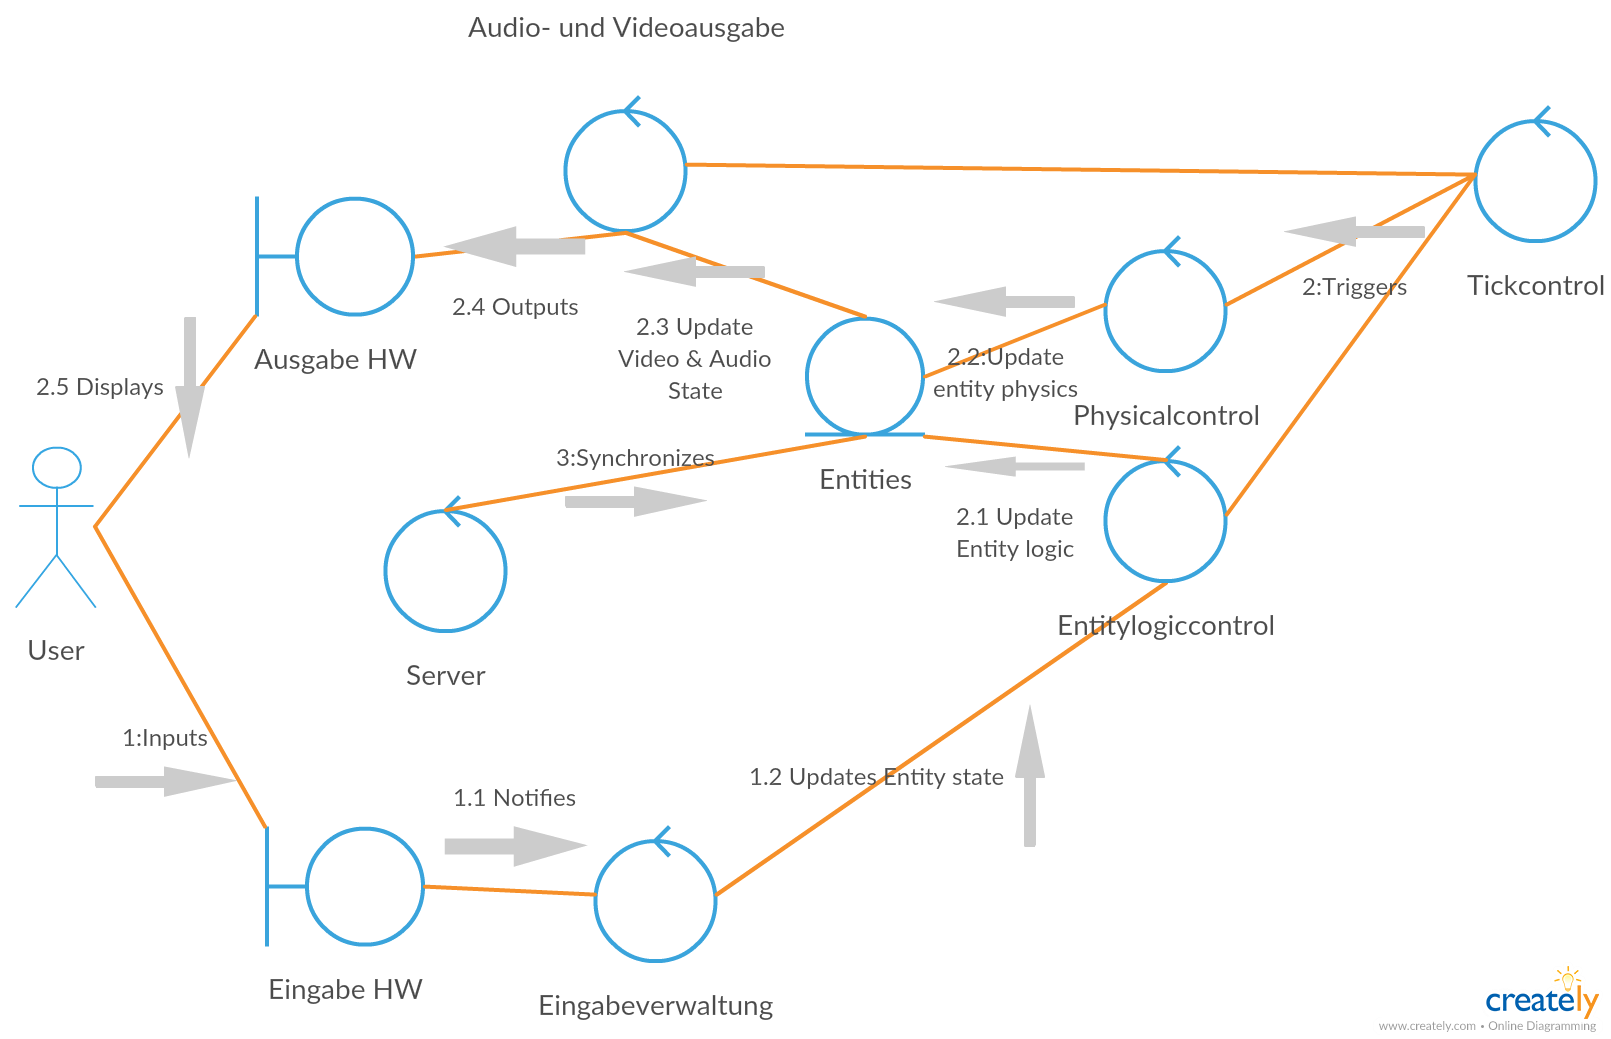 Audio- und Videoausgabe
2:Triggers
Tickcontrol
2.4 Outputs
2.3 Update
Video & Audio
State
Ausgabe HW
2.2:Update
entity physics
2.5 Displays
Physicalcontrol
3:Synchronizes
Entities
2.1 Update
Entity logic
User
Server
Entitylogiccontrol
1:Inputs
1.1 Notifies
1.2 Updates Entity state
Eingabe HW
Eingabeverwaltung
creately
www.creately.com • Online Diagramming